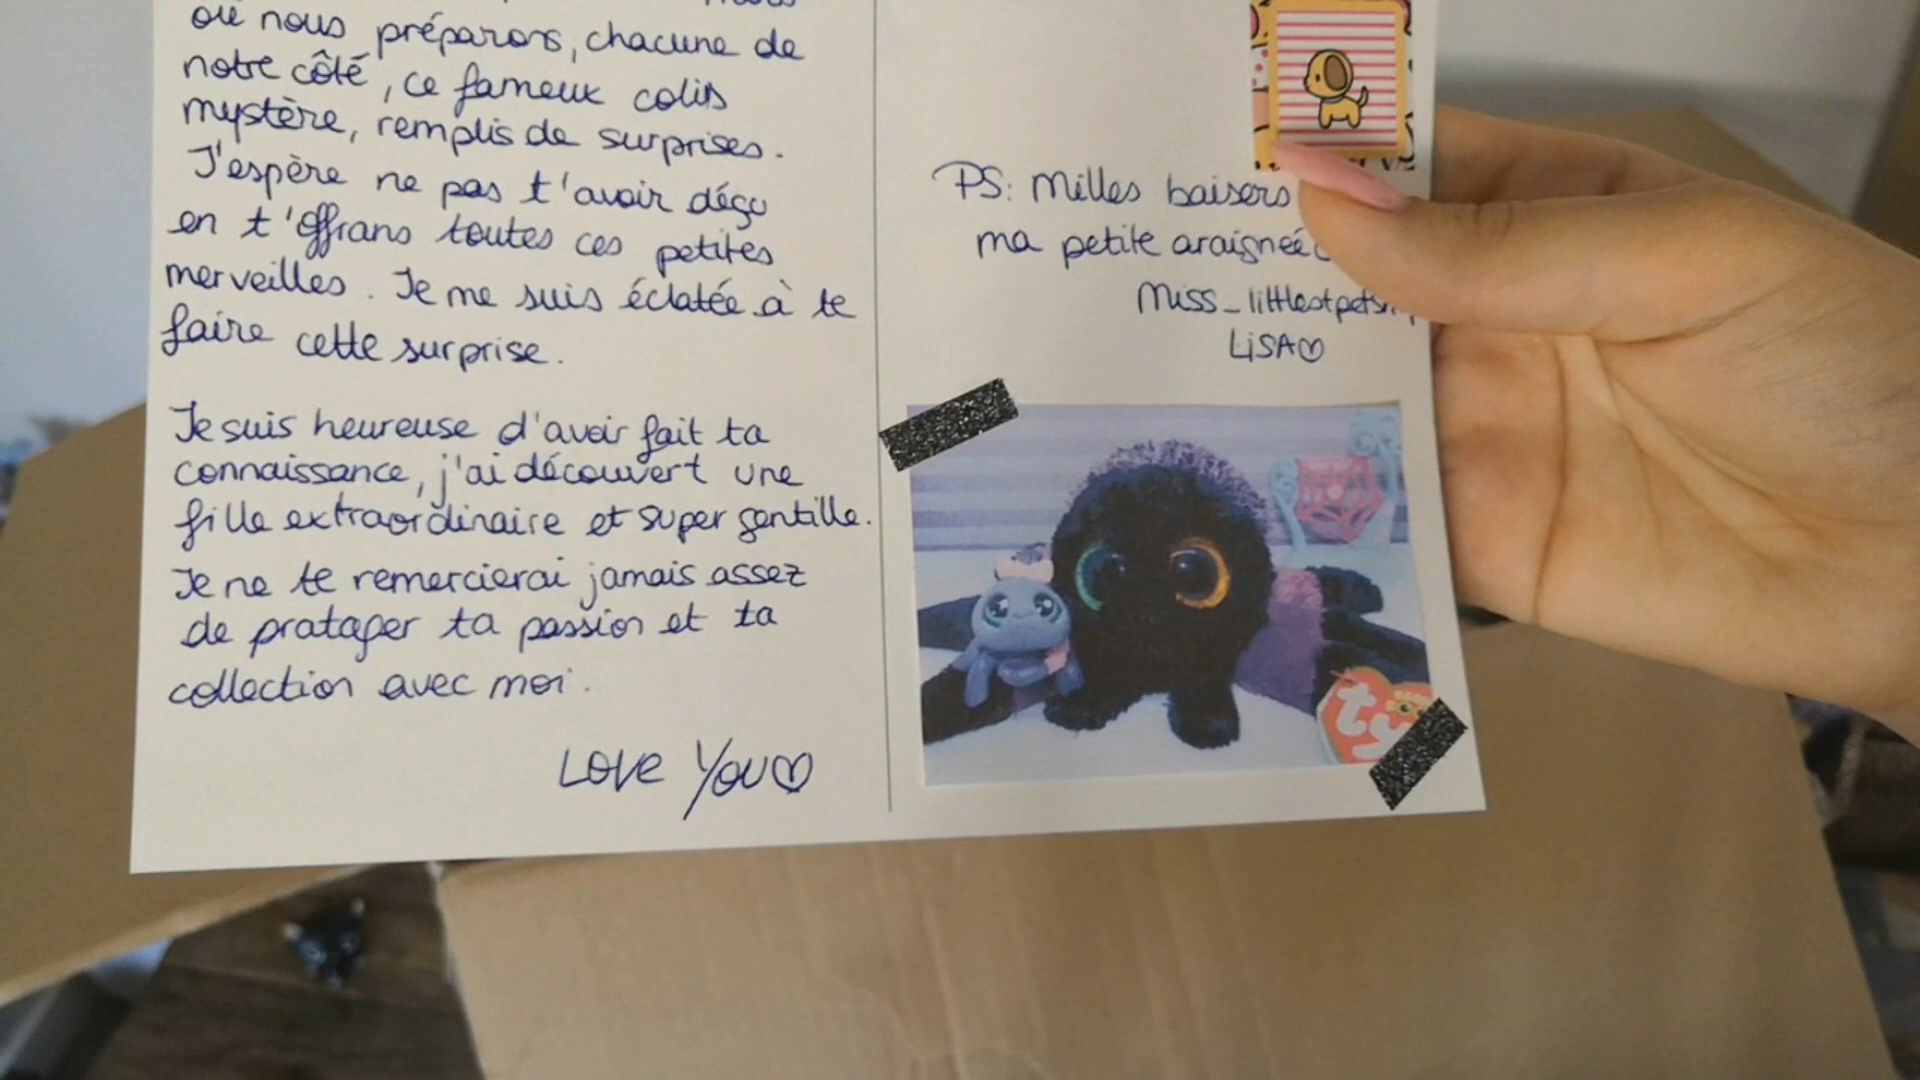 où nous préparons, chacune de
notre côté, ce fameux colis
mystère, remplis de surprises.
J'espère ne pas t'avoir déçu
en t'offrans toutes ces petites
merveilles. Je me suis éclatée à te
faire cette surprise.
Je suis heureuse d'avoir fait ta
connaissance, j'ai découvert une
fille extraordinaire et super gentille.
Je ne te remercierai jamais assez
de pratager ta passion et ta
collection avec moi.
LOVE YOU♡
PS: Milles baisers
ma petite araigneé
Miss_littlestpets
LISA♡
ty